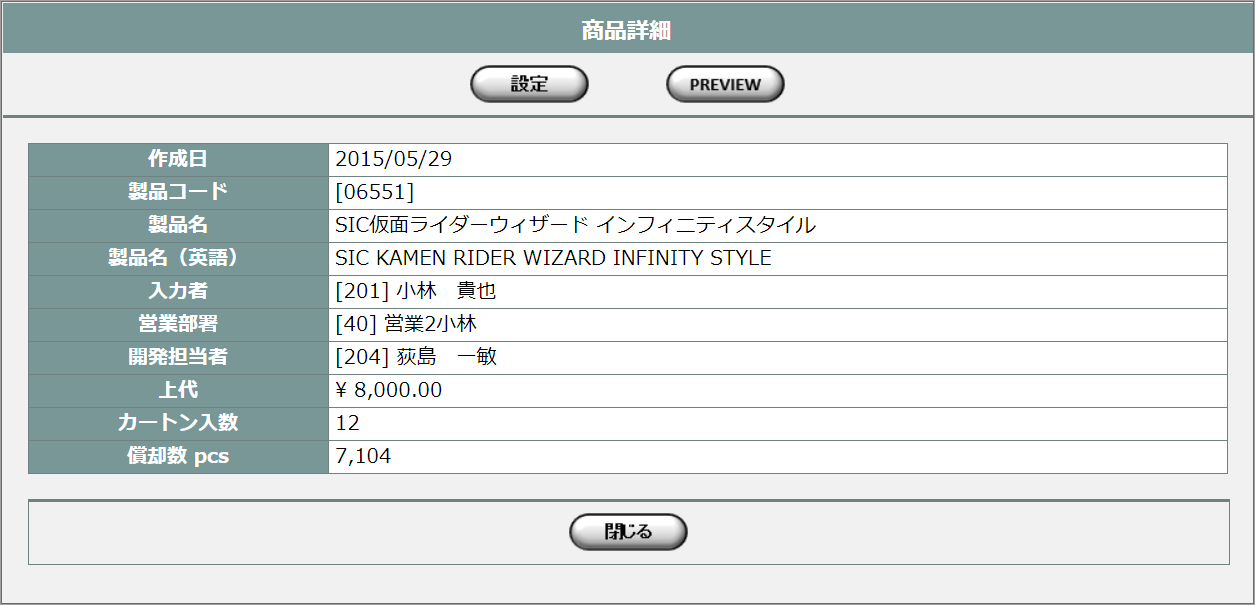 商品詳細
設定 PREVIEW
作成日 2015/05/29
製品コード [06551]
製品名 SIC仮面ライダーウィザード インフィニティスタイル
製品名（英語） SIC KAMEN RIDER WIZARD INFINITY STYLE
入力者 [201] 小林　貴也
営業部署 [40] 営業2小林
開発担当者 [204] 荻島　一敏
上代 ¥ 8,000.00
カートン入数 12
償却数 pcs 7,104
閉じる